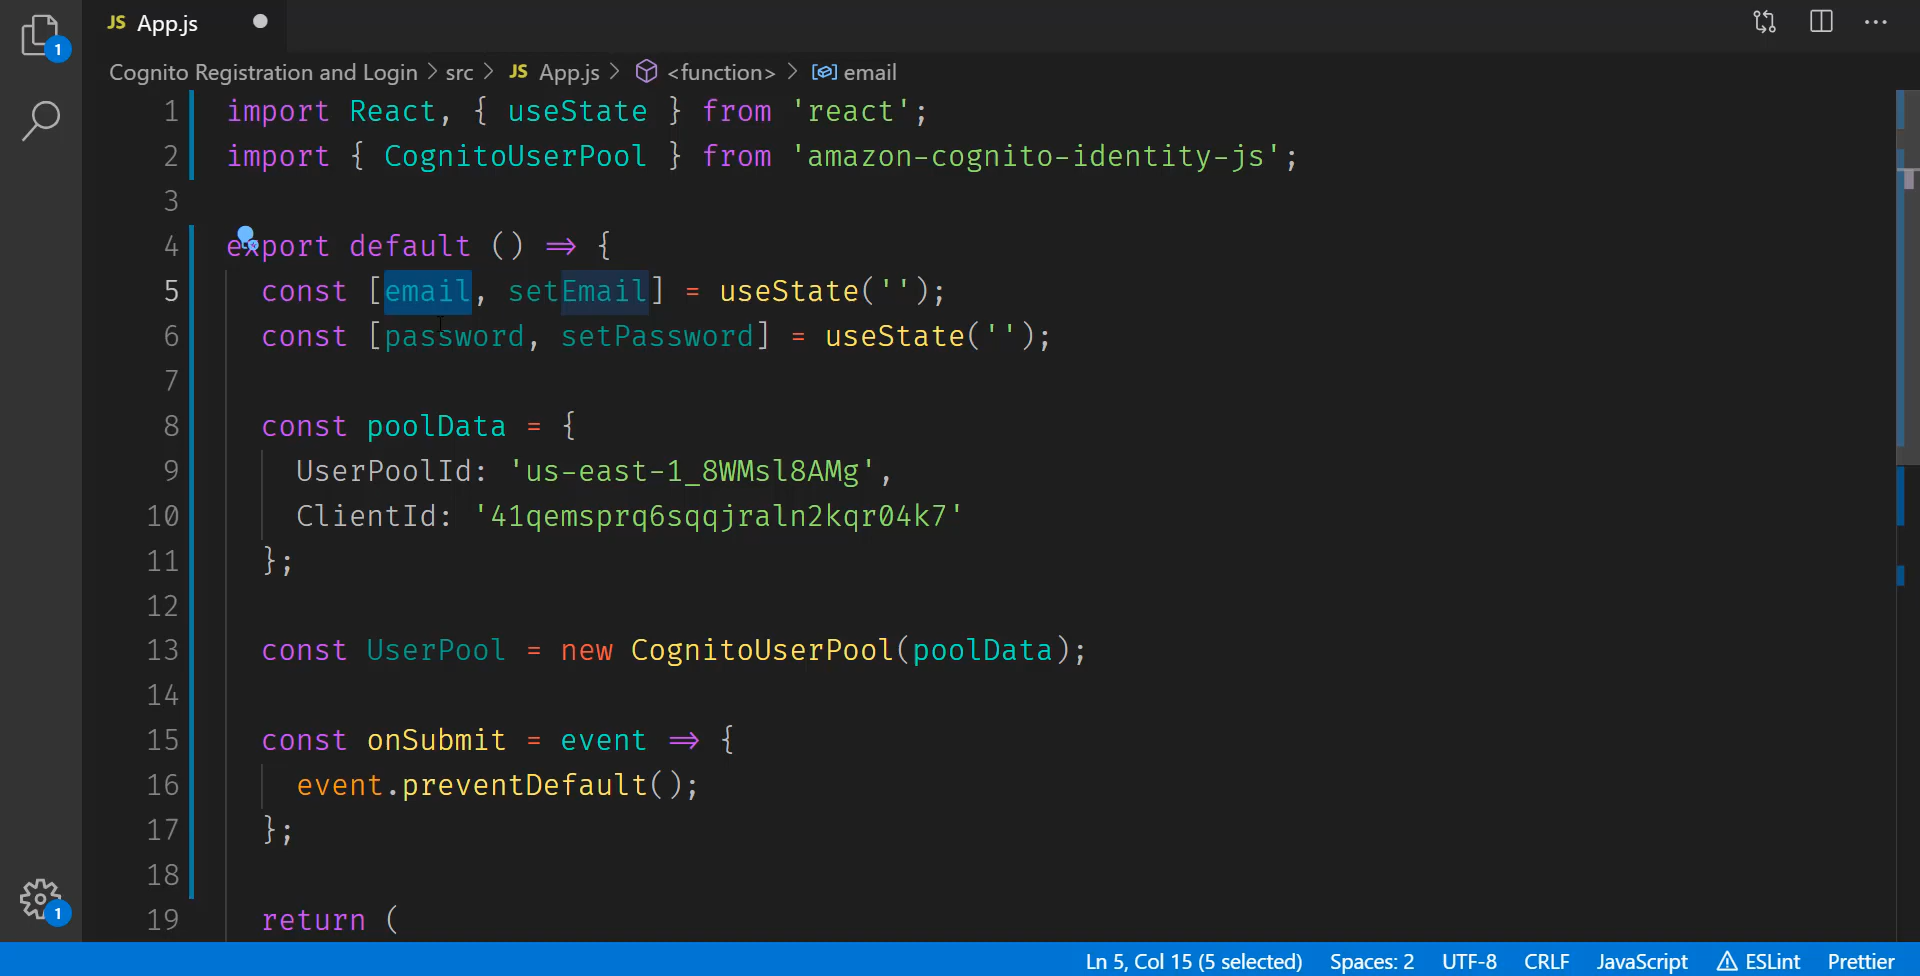 JS App.js
1
Cognito Registration and Login > src > JS App.js > <function> > email
1 import React, { useState } from 'react';
2 import { CognitoUserPool } from 'amazon-cognito-identity-js';
3
4 export default () => {
5 const [email, setEmail] = useState('');
6 const [password, setPassword] = useState('');
7
8 const poolData = {
9 UserPoolId: 'us-east-1_8WMsl8AMg',
10 ClientId: '41qemsprq6sqqjraln2kqr04k7'
11 };
12
13 const UserPool = new CognitoUserPool(poolData);
14
15 const onSubmit = event => {
16 event.preventDefault();
17 };
18
19 return (
1
Ln 5, Col 15 (5 selected) Spaces: 2 UTF-8 CRLF JavaScript ESLint Prettier